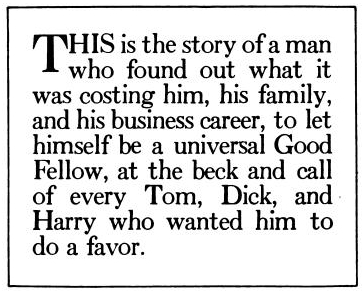 THIS is the story of a man
who found out what it
was costing him, his family,
and his business career, to let
himself be a universal Good
Fellow, at the beck and call
of every Tom, Dick, and
Harry who wanted him to
do a favor.